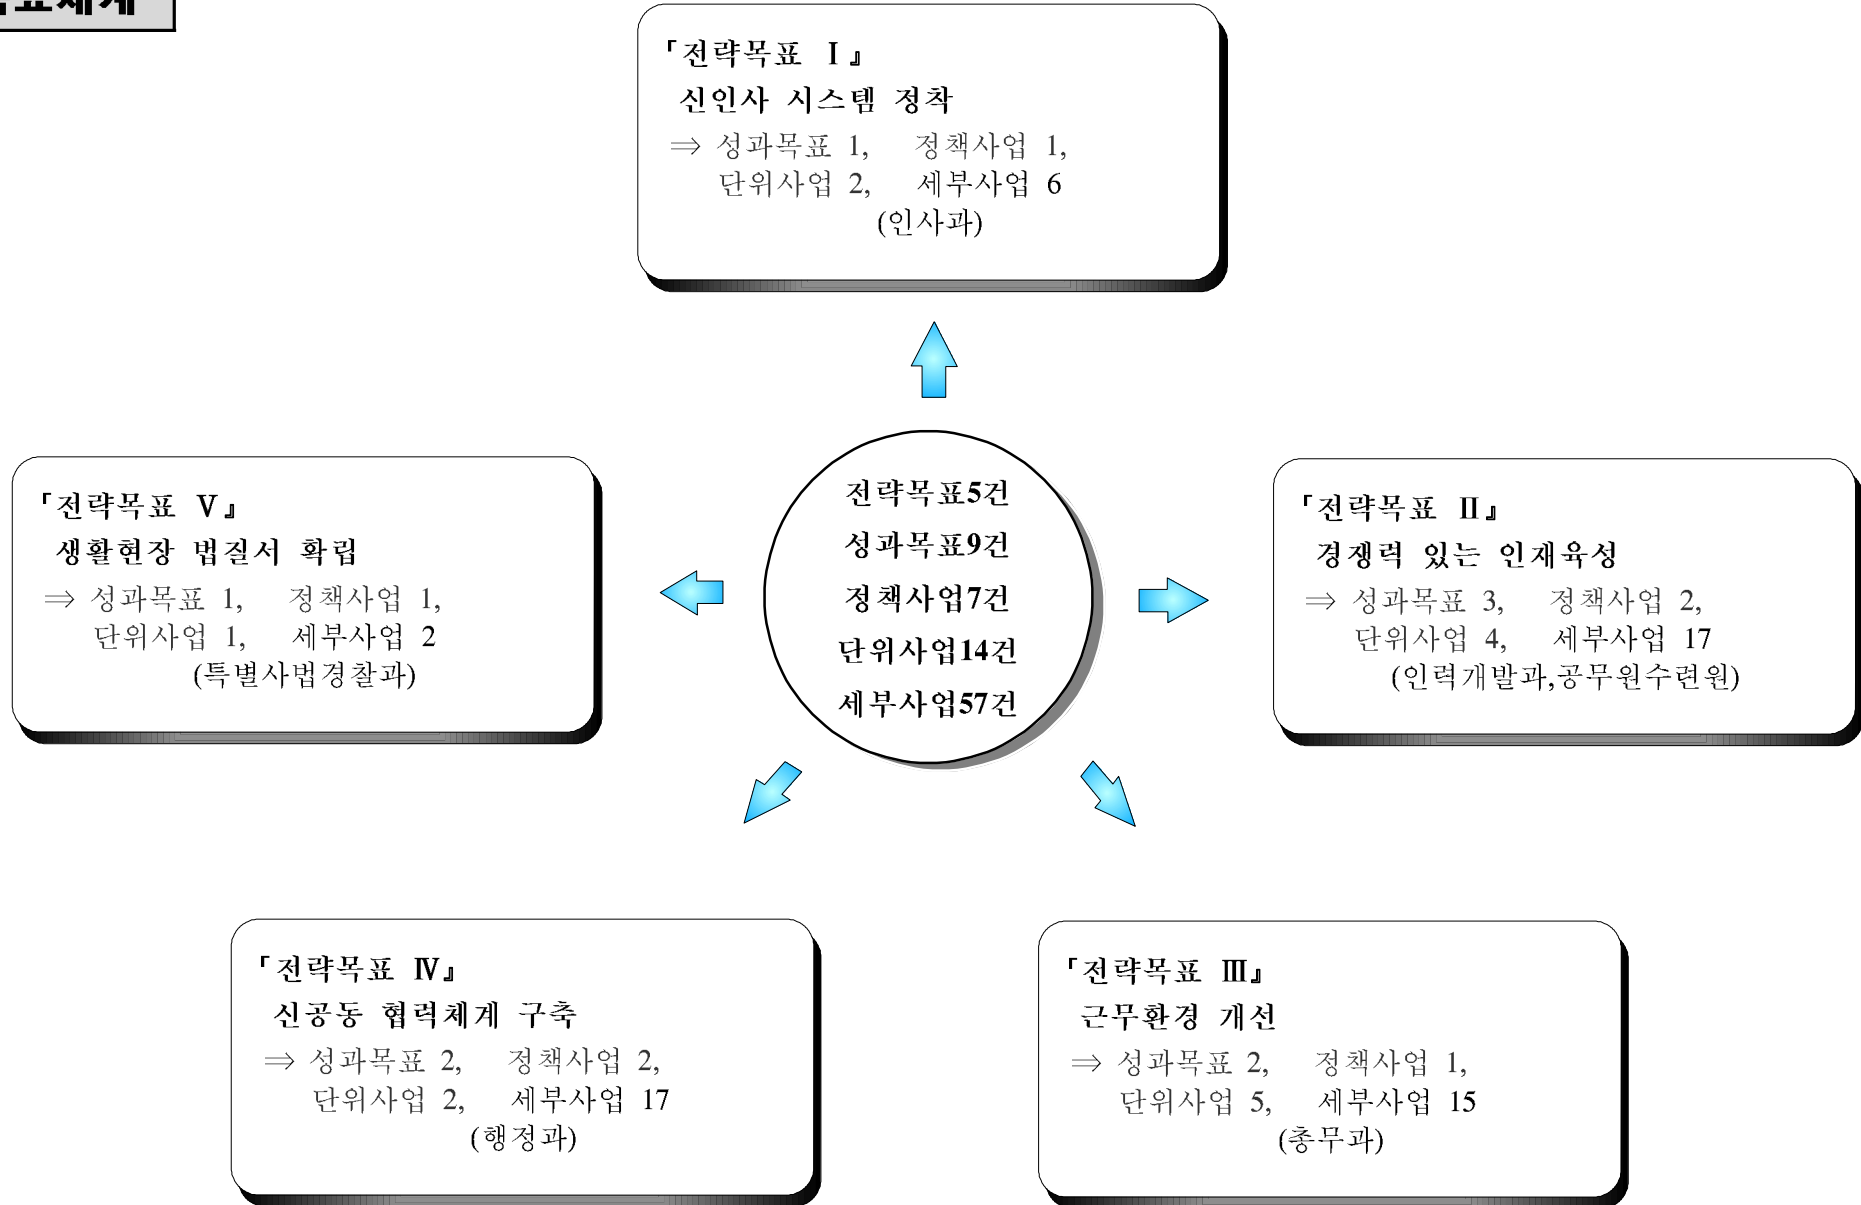 『전략목표 Ⅰ』
신인사 시스템 정착
⇒ 성과목표 1, 정책사업 1,
단위사업 2, 세부사업 6
(인사과)
『전략목표 Ⅴ』
생활현장 법질서 확립
⇒ 성과목표 1, 정책사업 1,
단위사업 1, 세부사업 2
(특별사법경찰과)
전략목표5건
성과목표9건
정책사업7건
단위사업14건
세부사업57건
『전략목표 Ⅱ』
경쟁력 있는 인재육성
⇒ 성과목표 3, 정책사업 2,
단위사업 4, 세부사업 17
(인력개발과,공무원수련원)
『전략목표 Ⅳ』
신공동 협력체계 구축
⇒ 성과목표 2, 정책사업 2,
단위사업 2, 세부사업 17
(행정과)
『전략목표 Ⅲ』
근무환경 개선
⇒ 성과목표 2, 정책사업 1,
단위사업 5, 세부사업 15
(총무과)